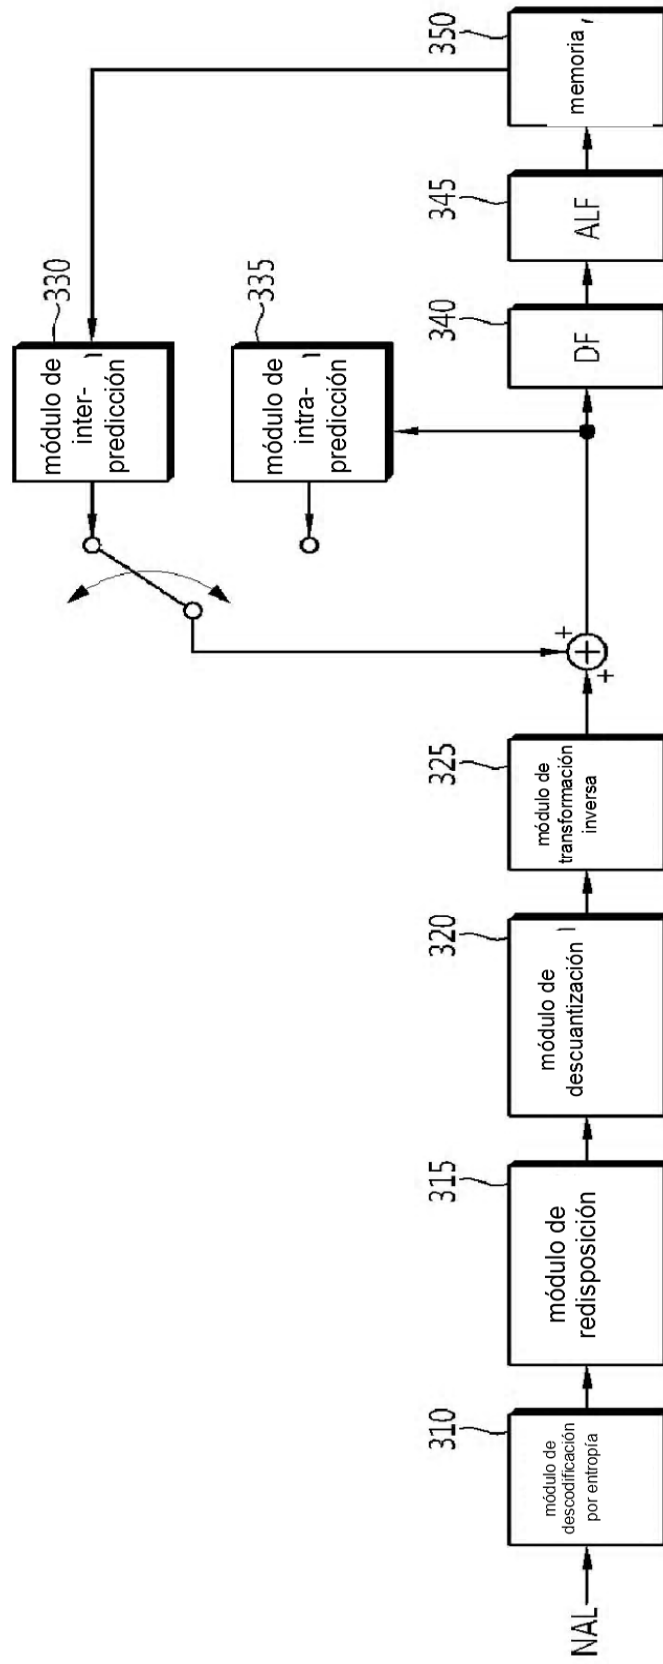 330
módulo de
inter-
predicción
335
módulo de
intra-
predicción
+
+
+
NAL
310
módulo de
descodificación
por entropía
315
módulo de
redisposición
320
módulo de
descuantización
325
módulo de
transformación
inversa
340
DF
345
ALF
350
memoria